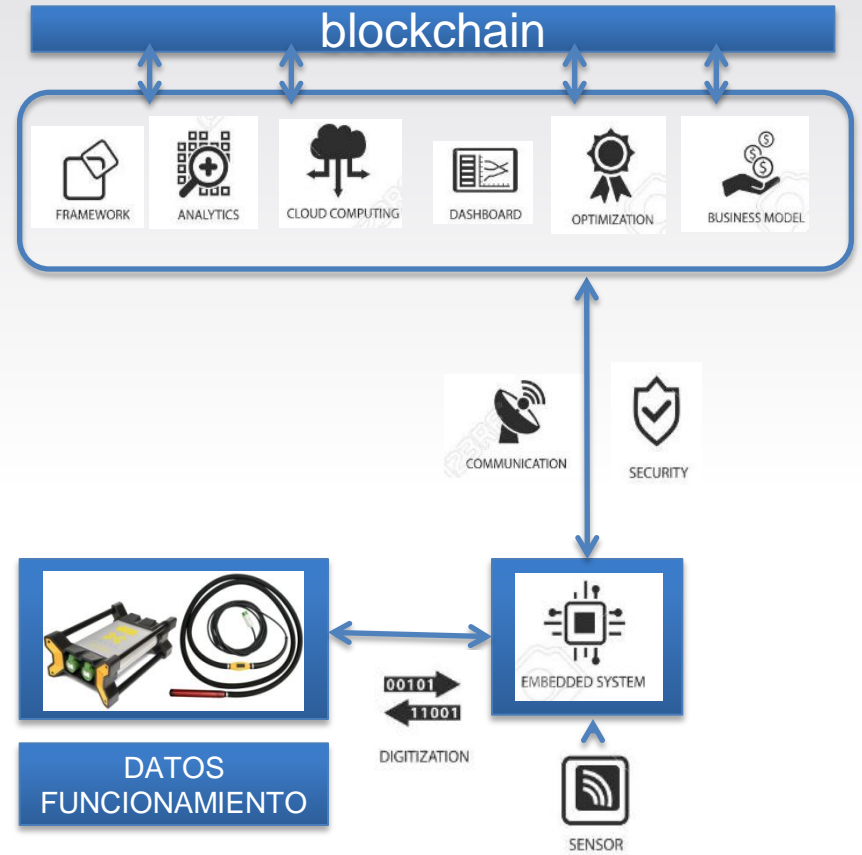 blockchain
FRAMEWORK
ANALYTICS
CLOUD COMPUTING
DASHBOARD
OPTIMIZATION
BUSINESS MODEL
COMMUNICATION
SECURITY
EMBEDDED SYSTEM
00101
11001
DIGITIZATION
DATOS
FUNCIONAMIENTO
SENSOR